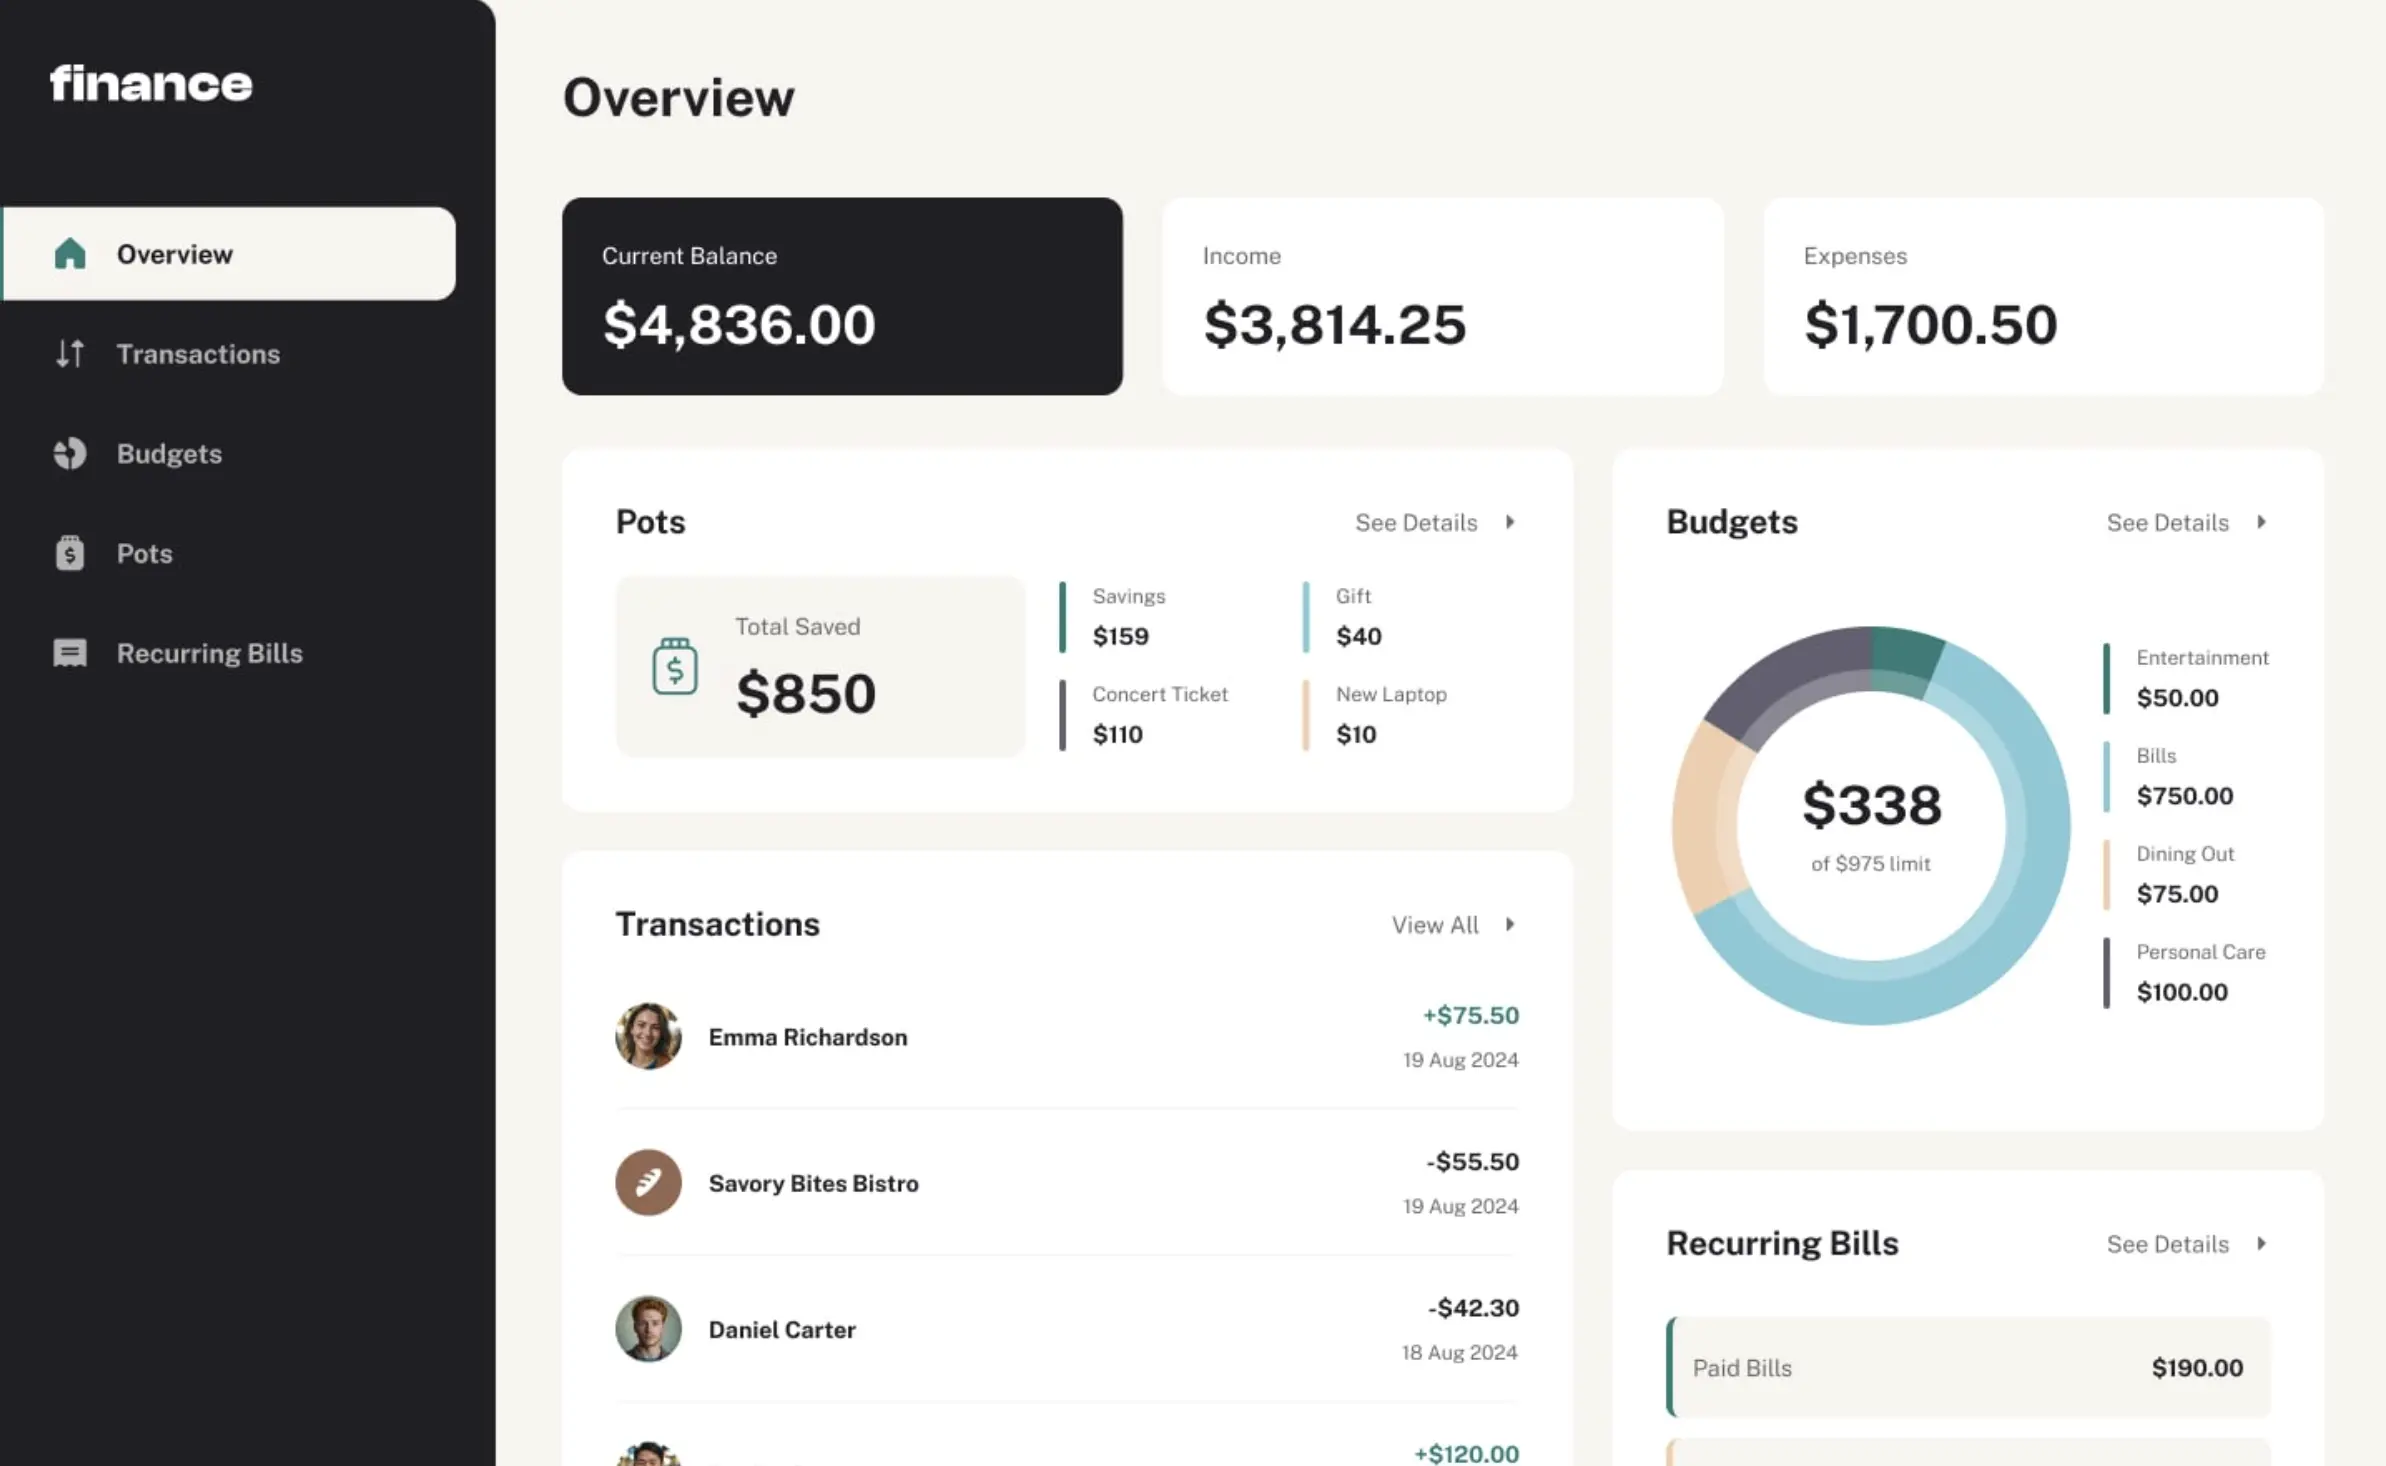 finance
Overview
Transactions
Budgets
Pots
Recurring Bills
Overview
Current Balance
$4,836.00
Income
$3,814.25
Expenses
$1,700.50
Pots
See Details
Total Saved
$850
Savings
$159
Gift
$40
Concert Ticket
$110
New Laptop
$10
Transactions
View All
Emma Richardson
+$75.50
19 Aug 2024
Savory Bites Bistro
-$55.50
19 Aug 2024
Daniel Carter
-$42.30
18 Aug 2024
+$120.00
Budgets
See Details
$338
of $975 limit
Entertainment
$50.00
Bills
$750.00
Dining Out
$75.00
Personal Care
$100.00
Recurring Bills
See Details
Paid Bills
$190.00